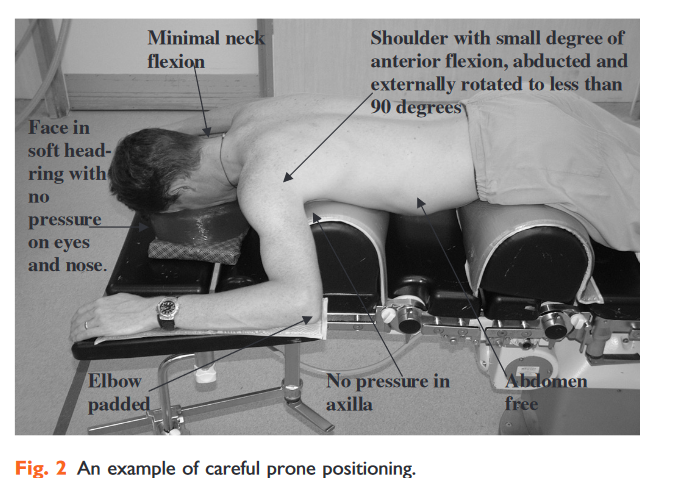 Minimal neck
flexion
Shoulder with small degree of
anterior flexion, abducted and
externally rotated to less than
90 degrees
Face in
soft head-
ring with
no
pressure
on eyes
and nose.
Elbow
padded
No pressure in
axilla
Abdomen
free
Fig. 2 An example of careful prone positioning.